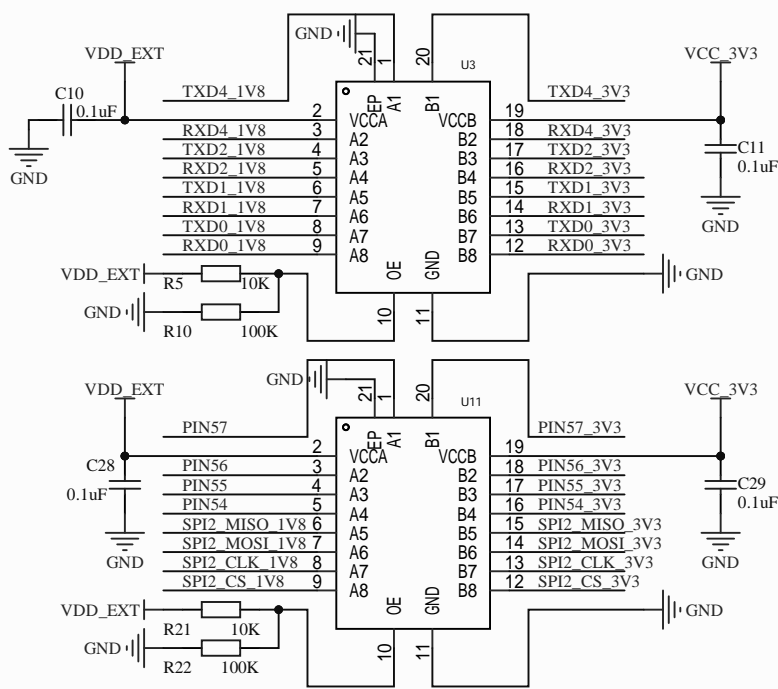 GND 21 1 20 U3
VDD_EXT VCC_3V3
C10 0.1uF TXD4_1V8 EP A1 B1 TXD4_3V3
2 VCCA VCCB 19
RXD4_1V8 3 A2 B2 18 RXD4_3V3
TXD2_1V8 4 A3 B3 17 TXD2_3V3 C11
RXD2_1V8 5 A4 B4 16 RXD2_3V3 0.1uF
GND TXD1_1V8 6 A5 B5 15 TXD1_3V3
RXD1_1V8 7 A6 B6 14 RXD1_3V3
TXD0_1V8 8 A7 B7 13 TXD0_3V3 GND
RXD0_1V8 9 A8 B8 12 RXD0_3V3
VDD_EXT R5 10K OE GND GND
GND R10 100K 10 11
GND 21 1 20 U11
VDD_EXT VCC_3V3
PIN57 EP A1 B1 PIN57_3V3
2 VCCA VCCB 19
C28 PIN56 3 A2 B2 18 PIN56_3V3
0.1uF PIN55 4 A3 B3 17 PIN55_3V3 C29
PIN54 5 A4 B4 16 PIN54_3V3 0.1uF
SPI2_MISO_1V8 6 A5 B5 15 SPI2_MISO_3V3
GND SPI2_MOSI_1V8 7 A6 B6 14 SPI2_MOSI_3V3
SPI2_CLK_1V8 8 A7 B7 13 SPI2_CLK_3V3 GND
SPI2_CS_1V8 9 A8 B8 12 SPI2_CS_3V3
VDD_EXT R21 10K OE GND GND
GND R22 100K 10 11